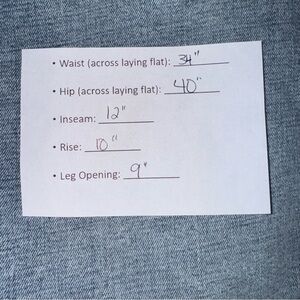 • Waist (across laying flat): 34"
• Hip (across laying flat): 40"
• Inseam: 12"
• Rise: 10"
• Leg Opening: 9"